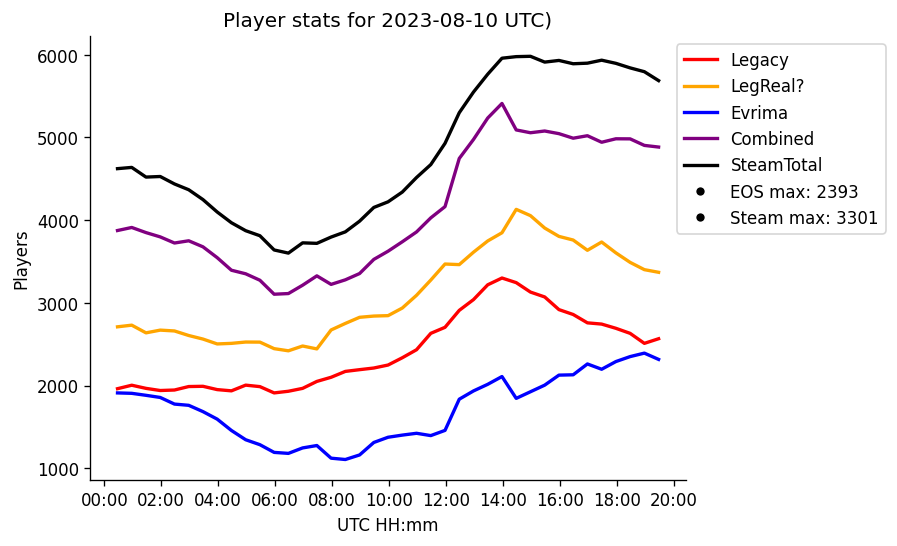 Player stats for 2023-08-10 UTC)
Players
6000
5000
4000
3000
2000
1000
00:00 02:00 04:00 06:00 08:00 10:00 12:00 14:00 16:00 18:00 20:00
UTC HH:mm
Legacy
LegReal?
Evrima
Combined
SteamTotal
EOS max: 2393
Steam max: 3301